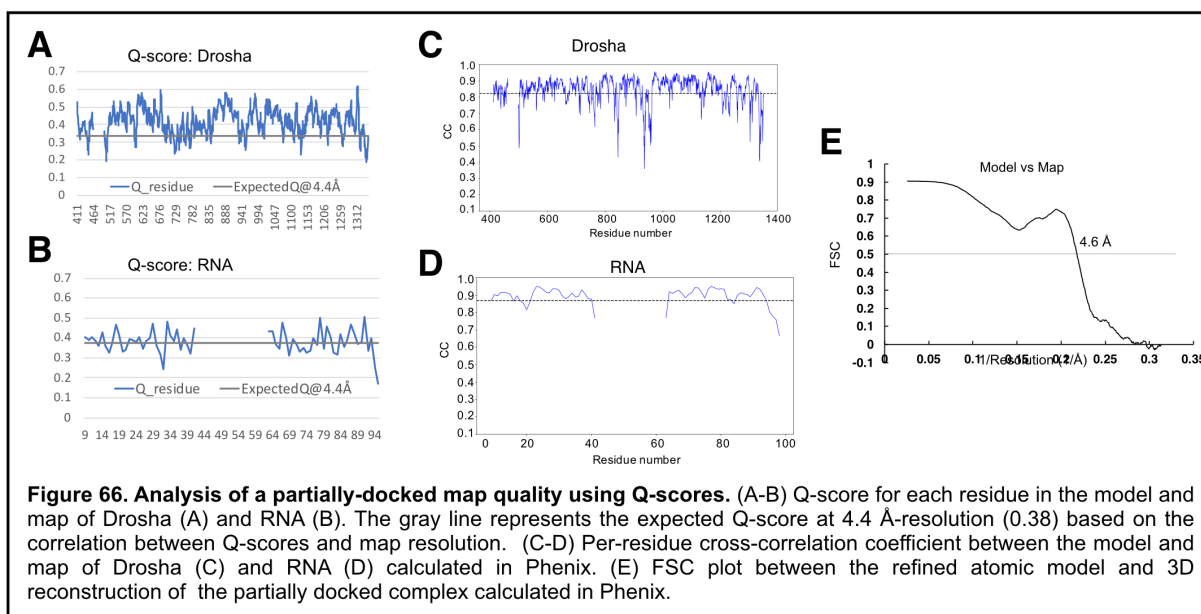 A
Q-score: Drosha
0.7
0.6
0.5
0.4
0.3
0.2
0.1
0
Q_residue
ExpectedQ@4.4Å
411
464
517
570
623
676
729
782
835
888
941
994
1047
1100
1153
1206
1259
1312
B
Q-score: RNA
0.7
0.6
0.5
0.4
0.3
0.2
0.1
0
Q_residue
ExpectedQ@4.4Å
9 14 19 24 29 34 39 44 49 54 59 64 69 74 79 84 89 94
C
Drosha
1.0
0.9
0.8
0.7
0.6
0.5
0.4
0.3
0.2
0.1
CC
400 600 800 1000 1200 1400
Residue number
D
RNA
1.0
0.9
0.8
0.7
0.6
0.5
0.4
0.3
0.2
0.1
CC
0 20 40 60 80 100
Residue number
E
Model vs Map
1
0.9
0.8
0.7
0.6
0.5
0.4
0.3
0.2
0.1
0
-0.1
FSC
4.6 Å
0 0.05 0.1 0.15 0.2 0.25 0.3 0.35
1/Resolution (1/Å)
Figure 66. Analysis of a partially-docked map quality using Q-scores. (A-B) Q-score for each residue in the model and
map of Drosha (A) and RNA (B). The gray line represents the expected Q-score at 4.4 Å-resolution (0.38) based on the
correlation between Q-scores and map resolution. (C-D) Per-residue cross-correlation coefficient between the model and
map of Drosha (C) and RNA (D) calculated in Phenix. (E) FSC plot between the refined atomic model and 3D
reconstruction of the partially docked complex calculated in Phenix.